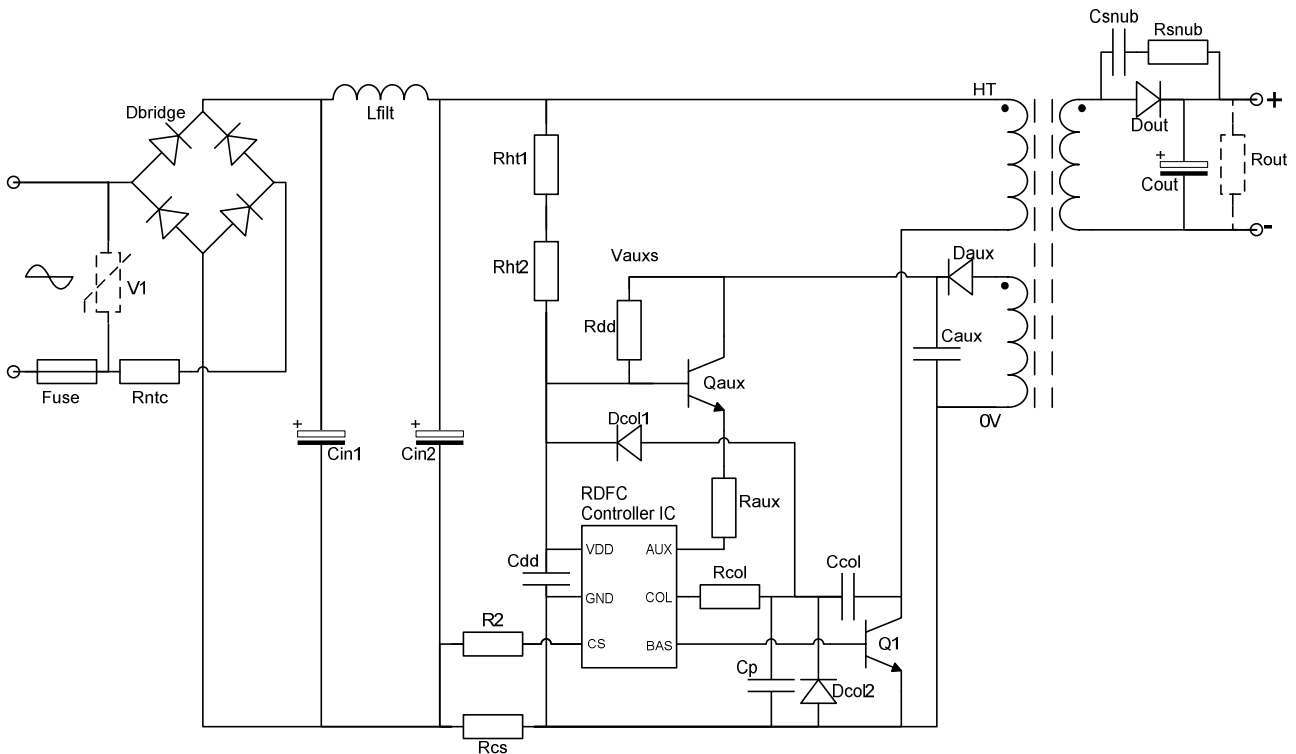 Csnub
Rsnub
HT
Dbridge
Lfilt
+
Dout
Rht1
+
Cout
Rout
-
Rht2
Vauxs
Daux
V1
Rdd
Caux
Qaux
Fuse
Rntc
Dcol1
0V
+
Cin1
+
Cin2
RDFC
Controller IC
Raux
VDD
AUX
Cdd
Rcol
Ccol
GND
COL
R2
CS
BAS
Q1
Cp
Dcol2
Rcs